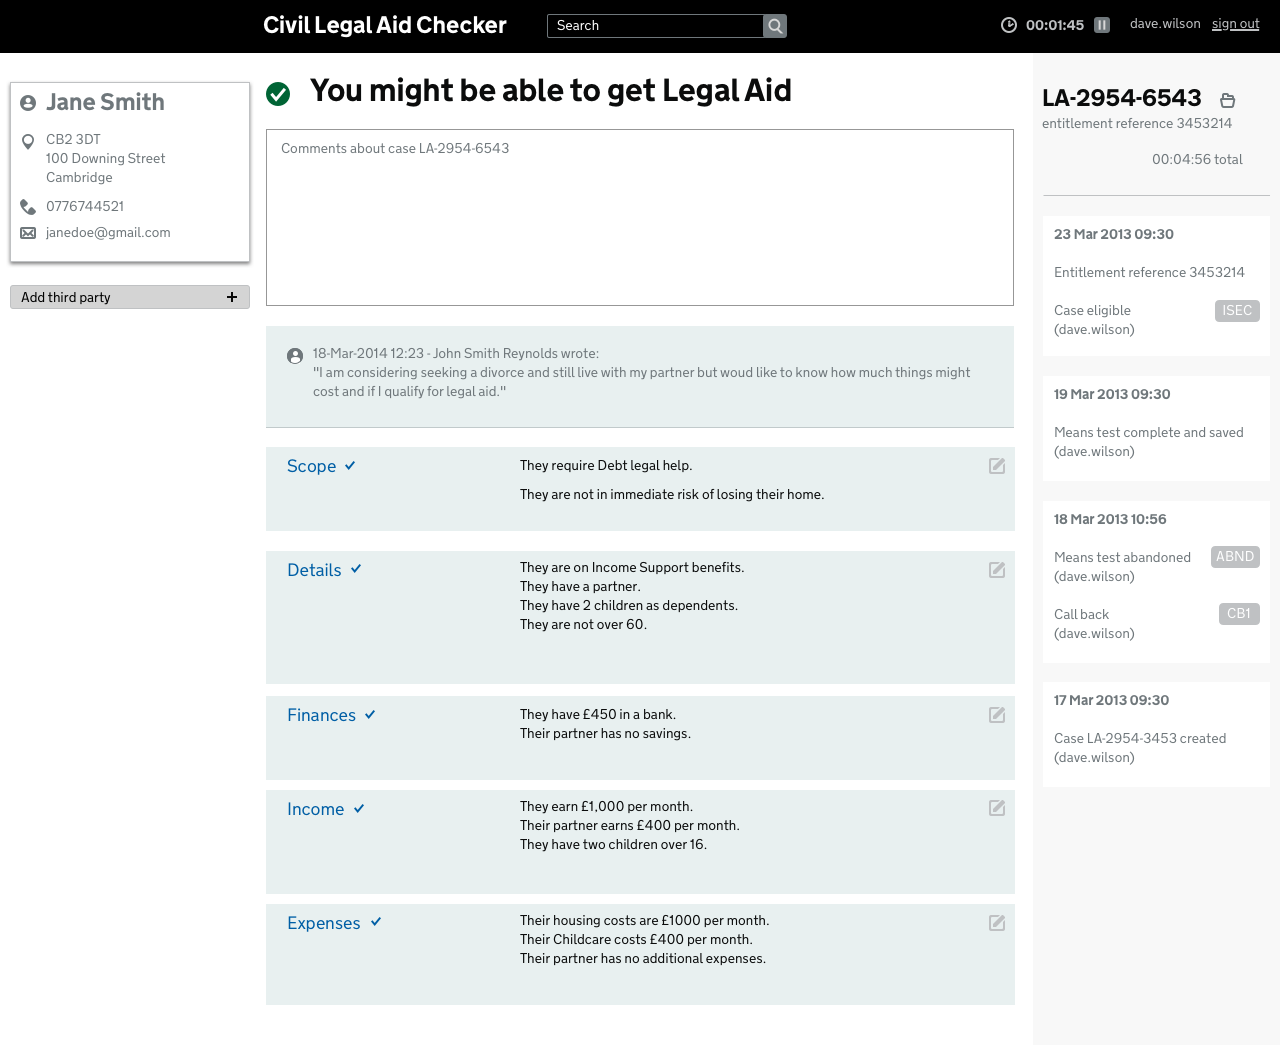 Civil Legal Aid Checker
Search
00:01:45
dave.wilson
sign out
Jane Smith
CB2 3DT
100 Downing Street
Cambridge
0776744521
janedoe@gmail.com
Add third party
You might be able to get Legal Aid
Comments about case LA-2954-6543
18-Mar-2014 12:23 - John Smith Reynolds wrote:
"I am considering seeking a divorce and still live with my partner but woud like to know how much things might
cost and if I qualify for legal aid."
Scope
They require Debt legal help.
They are not in immediate risk of losing their home.
Details
They are on Income Support benefits.
They have a partner.
They have 2 children as dependents.
They are not over 60.
Finances
They have £450 in a bank.
Their partner has no savings.
Income
They earn £1,000 per month.
Their partner earns £400 per month.
They have two children over 16.
Expenses
Their housing costs are £1000 per month.
Their Childcare costs £400 per month.
Their partner has no additional expenses.
LA-2954-6543
entitlement reference 3453214
00:04:56 total
23 Mar 2013 09:30
Entitlement reference 3453214
Case eligible
ISEC
(dave.wilson)
19 Mar 2013 09:30
Means test complete and saved
(dave.wilson)
18 Mar 2013 10:56
Means test abandoned
ABND
(dave.wilson)
Call back
CB1
(dave.wilson)
17 Mar 2013 09:30
Case LA-2954-3453 created
(dave.wilson)